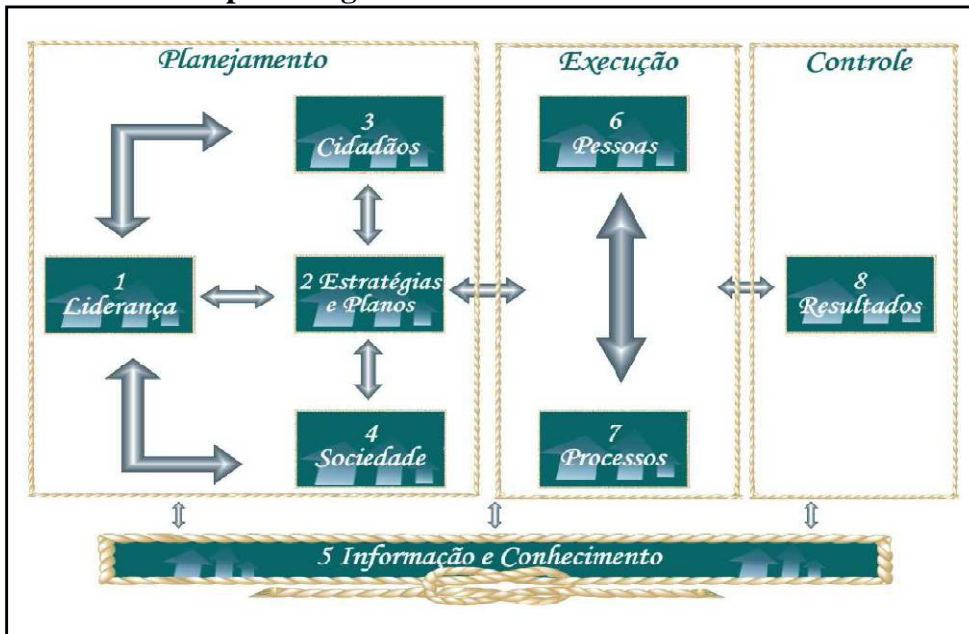 Planejamento
Execução
Controle
3
Cidadãos
6
Pessoas
1
Liderança
2 Estratégias
e Planos
8
Resultados
4
Sociedade
7
Processos
5 Informação e Conhecimento